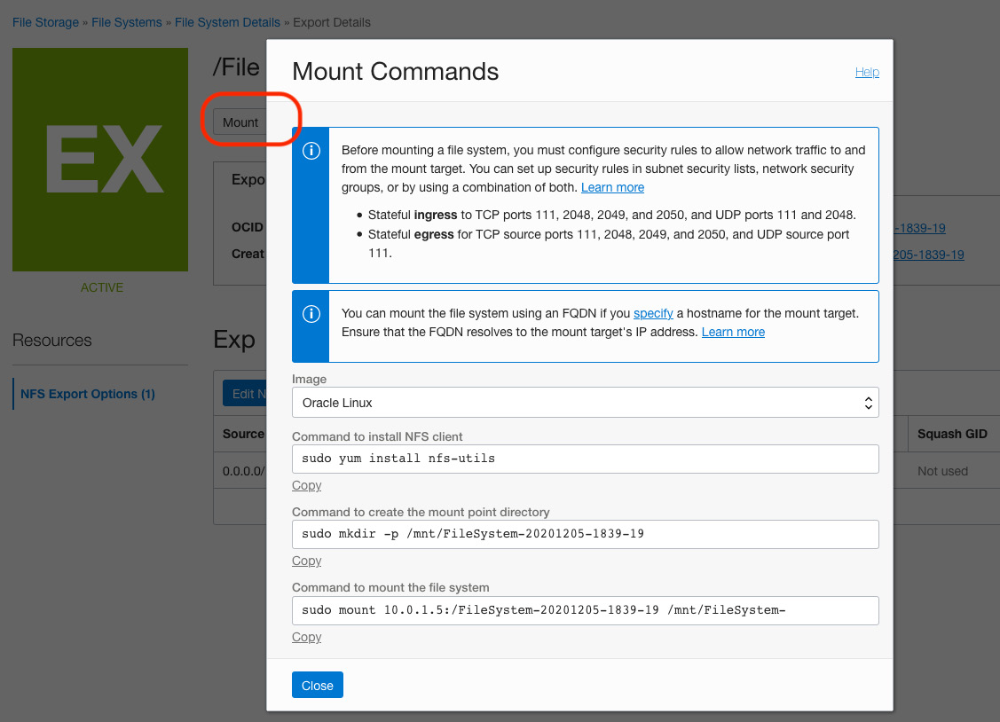 File Storage » File Systems » File System Details » Export Details
EX
ACTIVE
Resources
NFS Export Options (1)
/File
Mount
Expo
OCID
Creat
-1839-19
205-1839-19
Exp
Edit N
Source
Squash GID
0.0.0.0/
Not used
Mount Commands
Help
Before mounting a file system, you must configure security rules to allow network traffic to and
from the mount target. You can set up security rules in subnet security lists, network security
groups, or by using a combination of both. Learn more
• Stateful ingress to TCP ports 111, 2048, 2049, and 2050, and UDP ports 111 and 2048.
• Stateful egress for TCP source ports 111, 2048, 2049, and 2050, and UDP source port
111.
You can mount the file system using an FQDN if you specify a hostname for the mount target.
Ensure that the FQDN resolves to the mount target's IP address. Learn more
Image
Oracle Linux
Command to install NFS client
sudo yum install nfs-utils
Copy
Command to create the mount point directory
sudo mkdir -p /mnt/FileSystem-20201205-1839-19
Copy
Command to mount the file system
sudo mount 10.0.1.5:/FileSystem-20201205-1839-19 /mnt/FileSystem-
Copy
Close